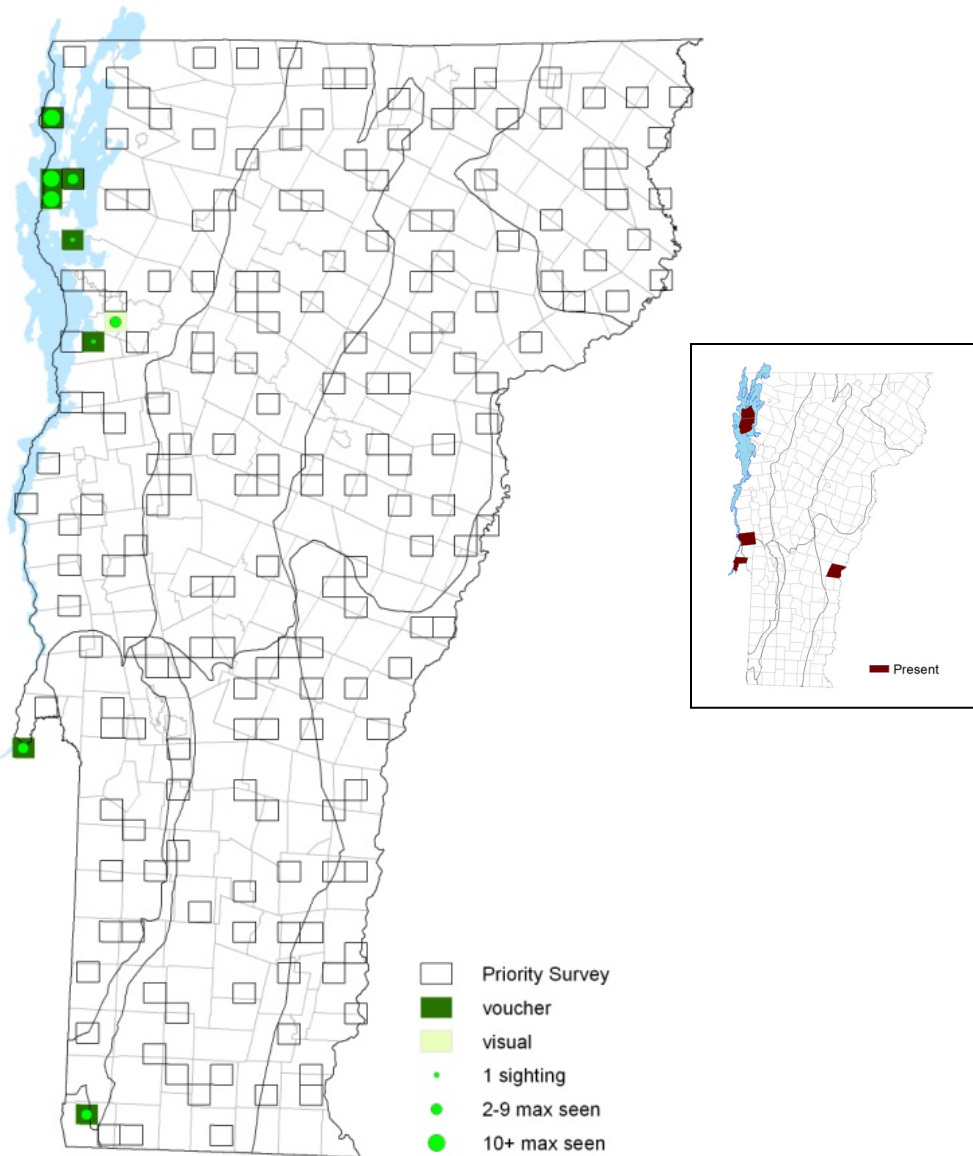 Present
Priority Survey
voucher
visual
1 sighting
2-9 max seen
10+ max seen